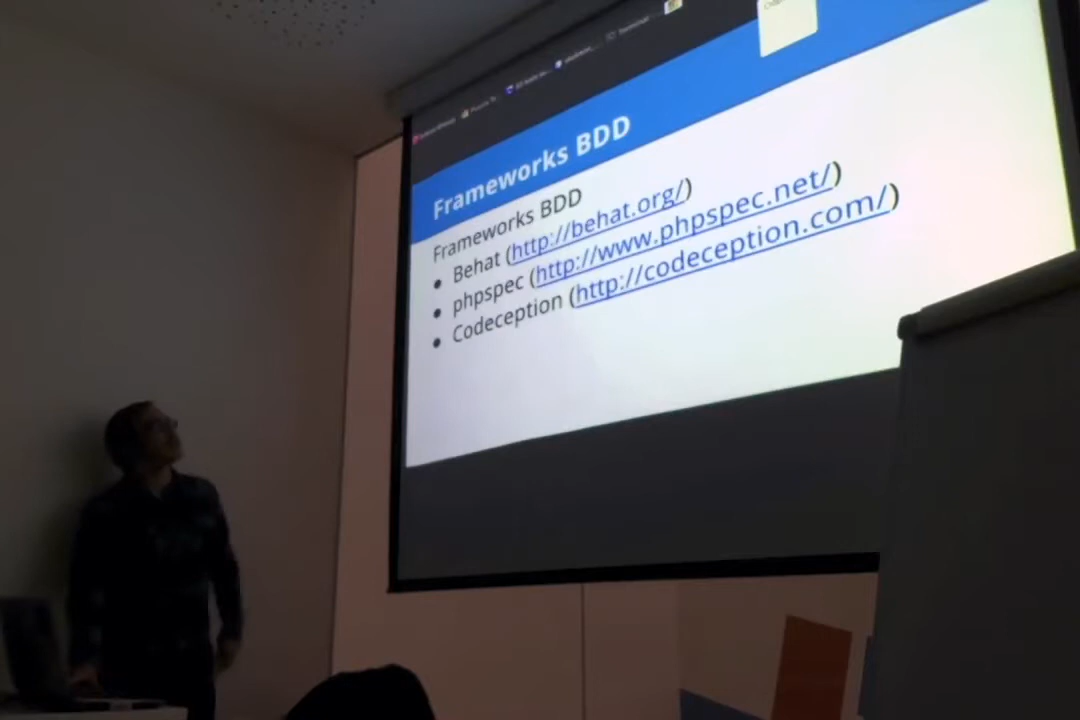 Frameworks BDD
Frameworks BDD
• Behat (http://behat.org/)
• phpspec (http://www.phpspec.net/)
• Codeception (http://codeception.com/)